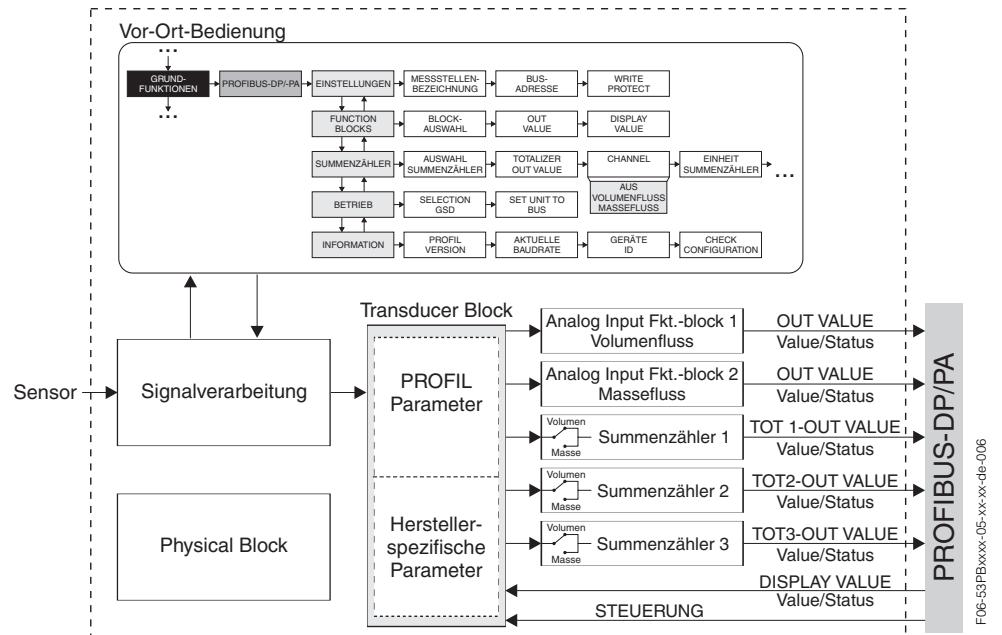 Vor-Ort-Bedienung
...
GRUND-
FUNKTIONEN
...
PROFIBUS-DP/-PA
EINSTELLUNGEN
MESSSTELLEN-
BEZEICHNUNG
BUS-
ADRESSE
WRITE
PROTECT
FUNCTION
BLOCKS
BLOCK-
AUSWAHL
OUT
VALUE
DISPLAY
VALUE
SUMMENZÄHLER
AUSWAHL
SUMMENZÄHLER
TOTALIZER
OUT VALUE
CHANNEL
EINHEIT
SUMMENZÄHLER
...
AUS
VOLUMENFLUSS
MASSEFLUSS
BETRIEB
SELECTION
GSD
SET UNIT TO
BUS
INFORMATION
PROFIL
VERSION
AKTUELLE
BAUDRATE
GERÄTE
ID
CHECK
CONFIGURATION
Sensor
Signalverarbeitung
Physical Block
Transducer Block
PROFIL
Parameter
Hersteller-
spezifische
Parameter
Analog Input Fkt.-block 1
Volumenfluss
OUT VALUE
Value/Status
Analog Input Fkt.-block 2
Massefluss
OUT VALUE
Value/Status
Volumen
Masse
Summenzähler 1
TOT 1-OUT VALUE
Value/Status
Volumen
Masse
Summenzähler 2
TOT2-OUT VALUE
Value/Status
Volumen
Masse
Summenzähler 3
TOT3-OUT VALUE
Value/Status
DISPLAY VALUE
Value/Status
STEUERUNG
PROFIBUS-DP/PA
F06-53PBxxxx-05-xx-xx-de-006